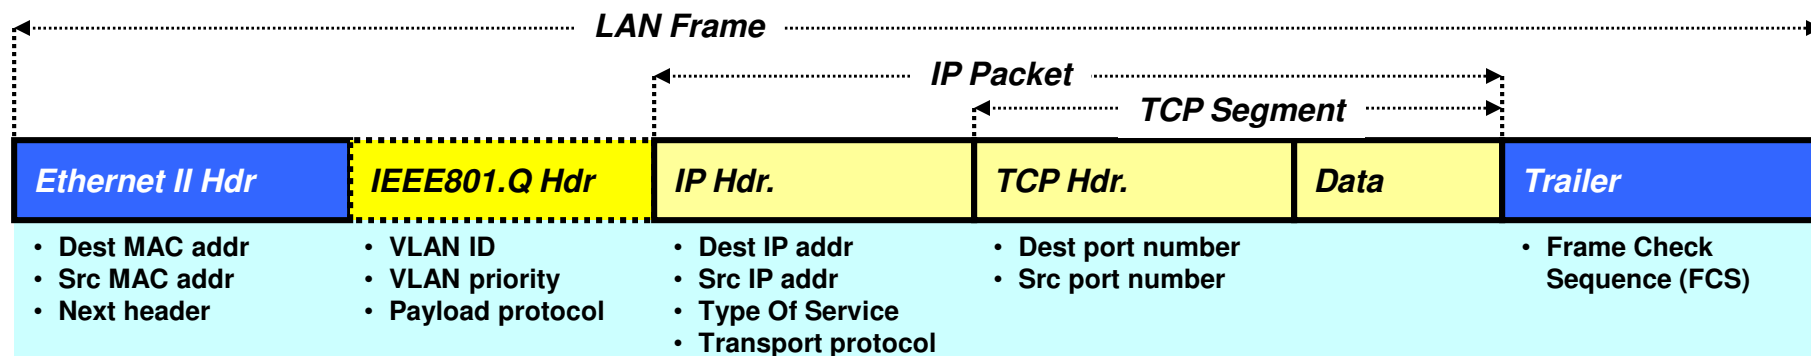 LAN Frame
IP Packet
TCP Segment
Ethernet II Hdr
IEEE801.Q Hdr
IP Hdr.
TCP Hdr.
Data
Trailer
• Dest MAC addr
• Src MAC addr
• Next header
• VLAN ID
• VLAN priority
• Payload protocol
• Dest IP addr
• Src IP addr
• Type Of Service
• Transport protocol
• Dest port number
• Src port number
• Frame Check
Sequence (FCS)